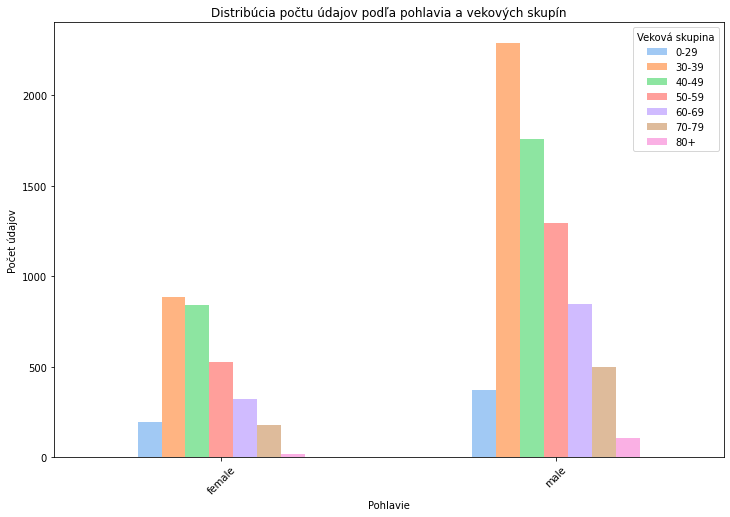 Distribúcia počtu údajov podľa pohlavia a vekových skupín
Veková skupina
0-29
30-39
40-49
50-59
60-69
70-79
80+
Počet údajov
2000
1500
1000
500
0
female
male
Pohlavie